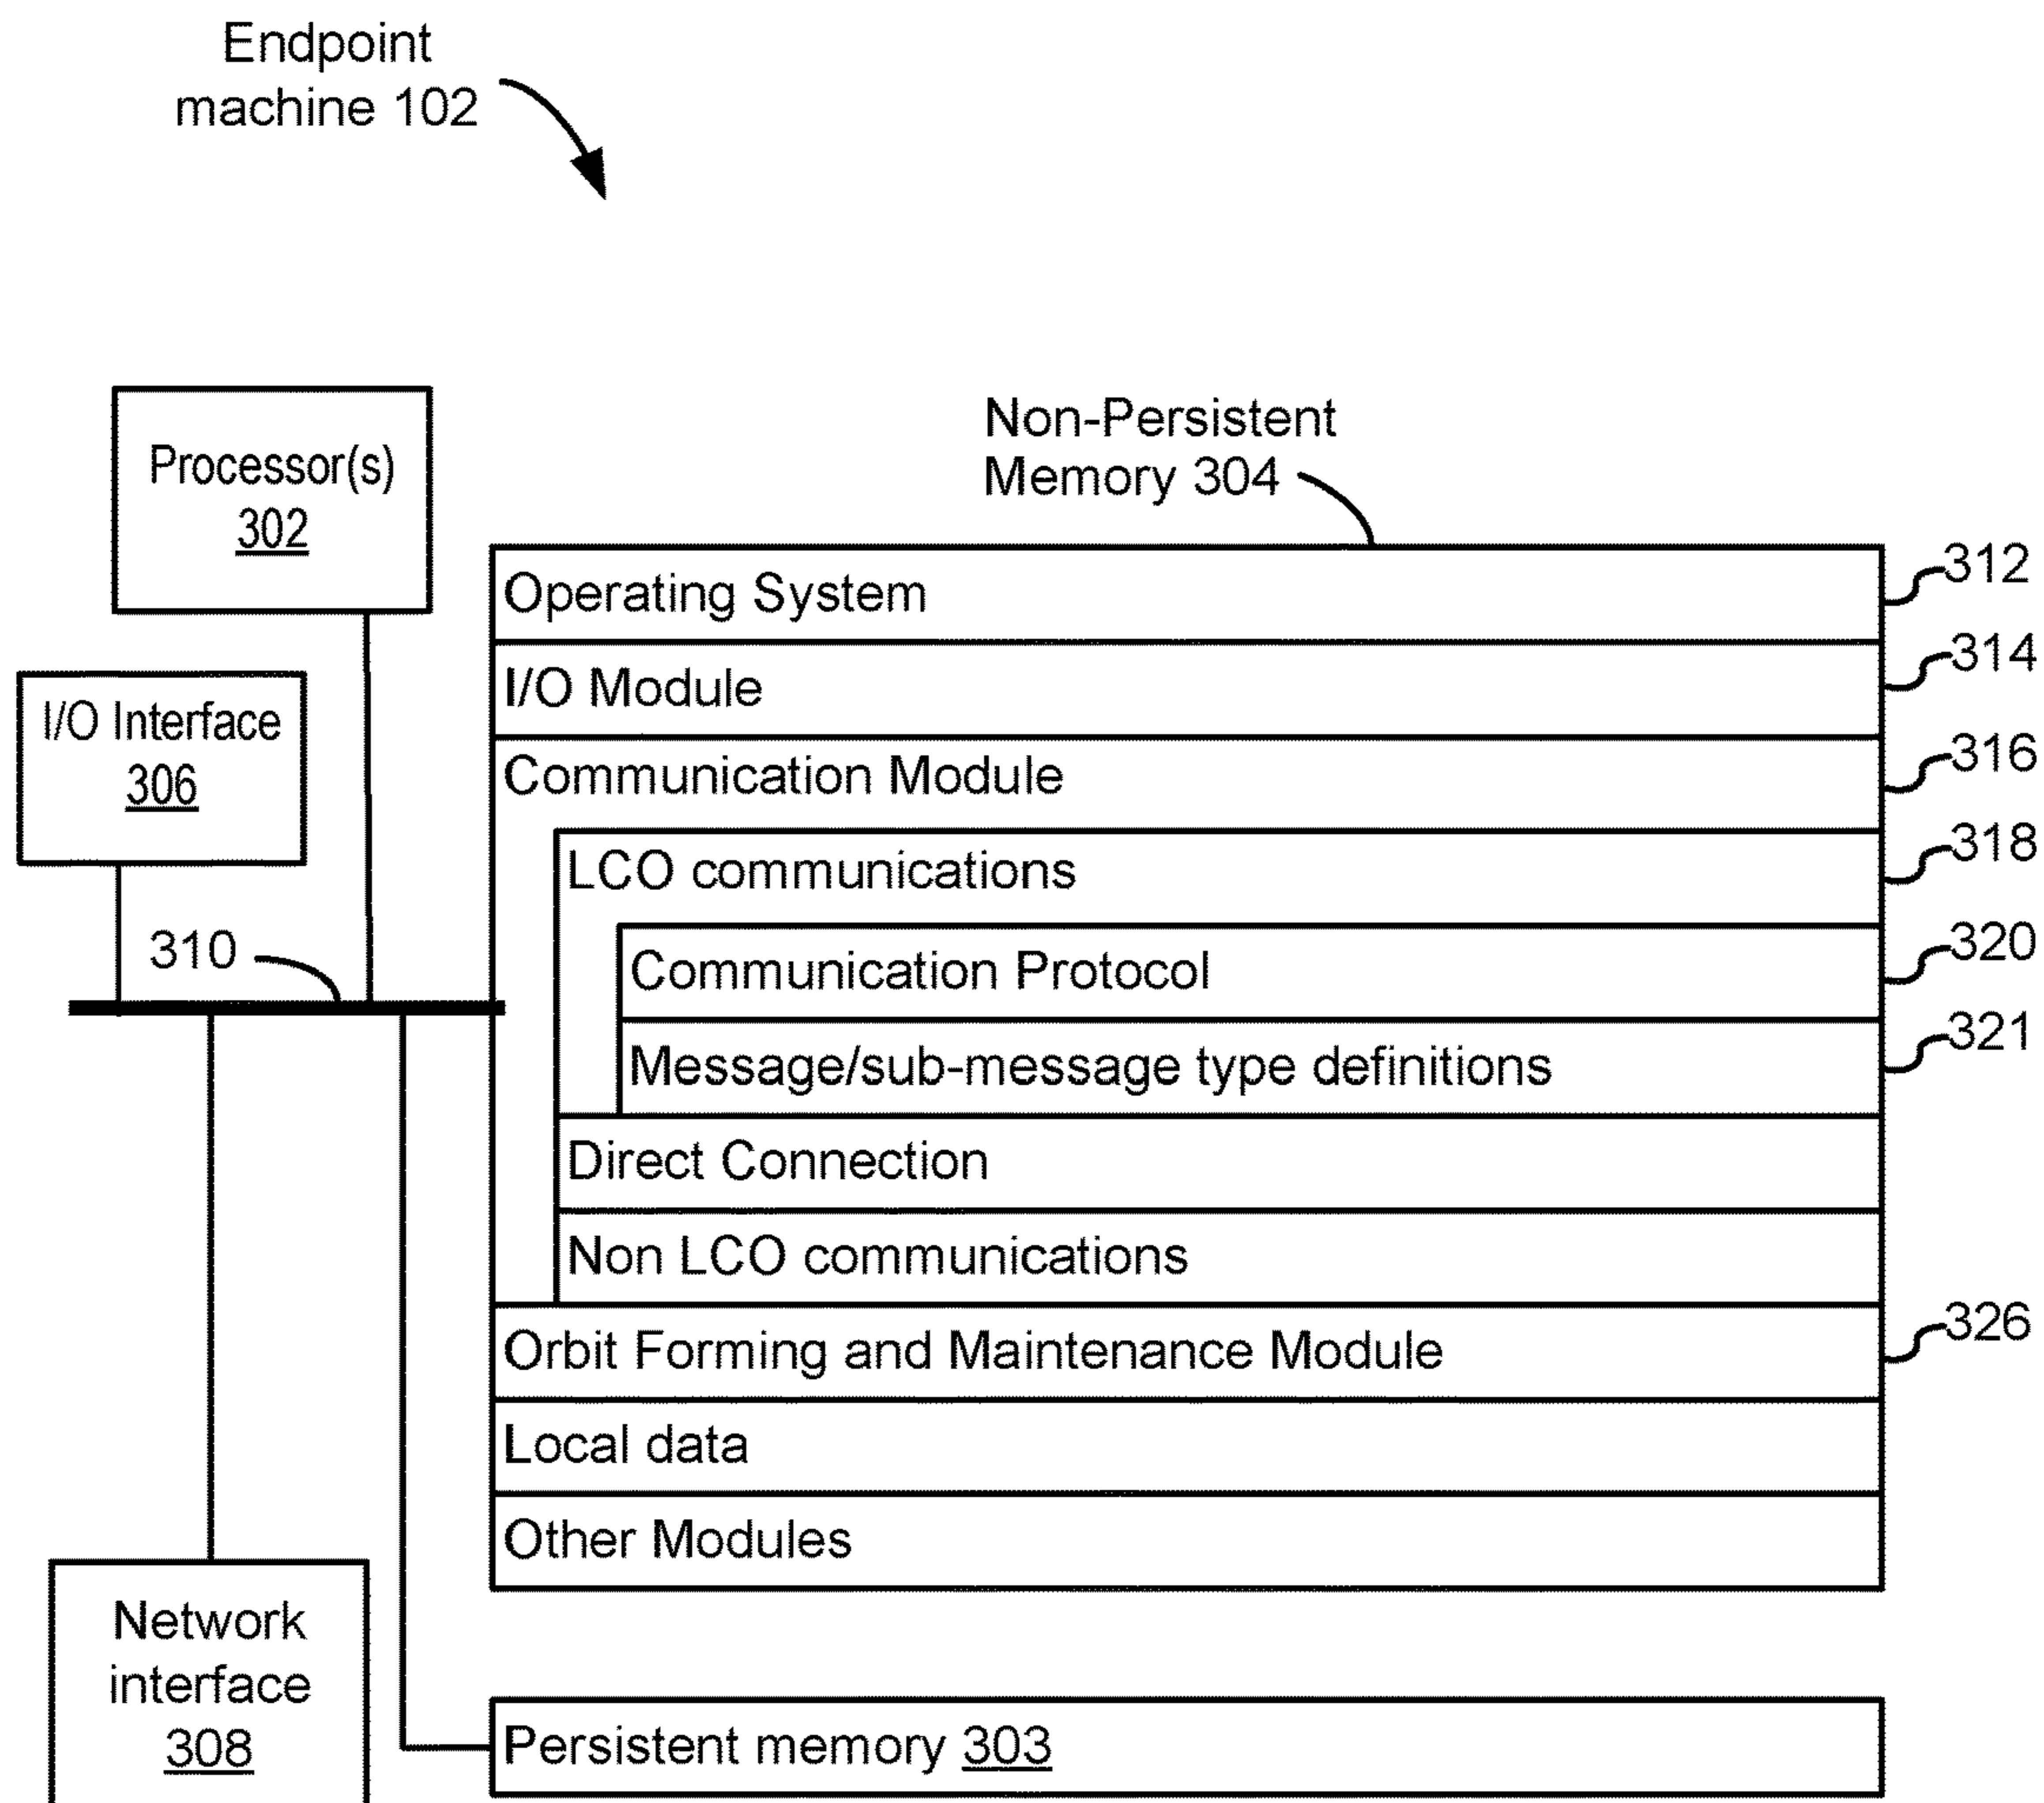 Endpoint
machine 102
Processor(s)
302
Non-Persistent
Memory 304
Operating System
312
I/O Module
314
I/O Interface
306
Communication Module
316
LCO communications
318
310
Communication Protocol
320
Message/sub-message type definitions
321
Direct Connection
Non LCO communications
Orbit Forming and Maintenance Module
326
Local data
Other Modules
Network
interface
308
Persistent memory 303